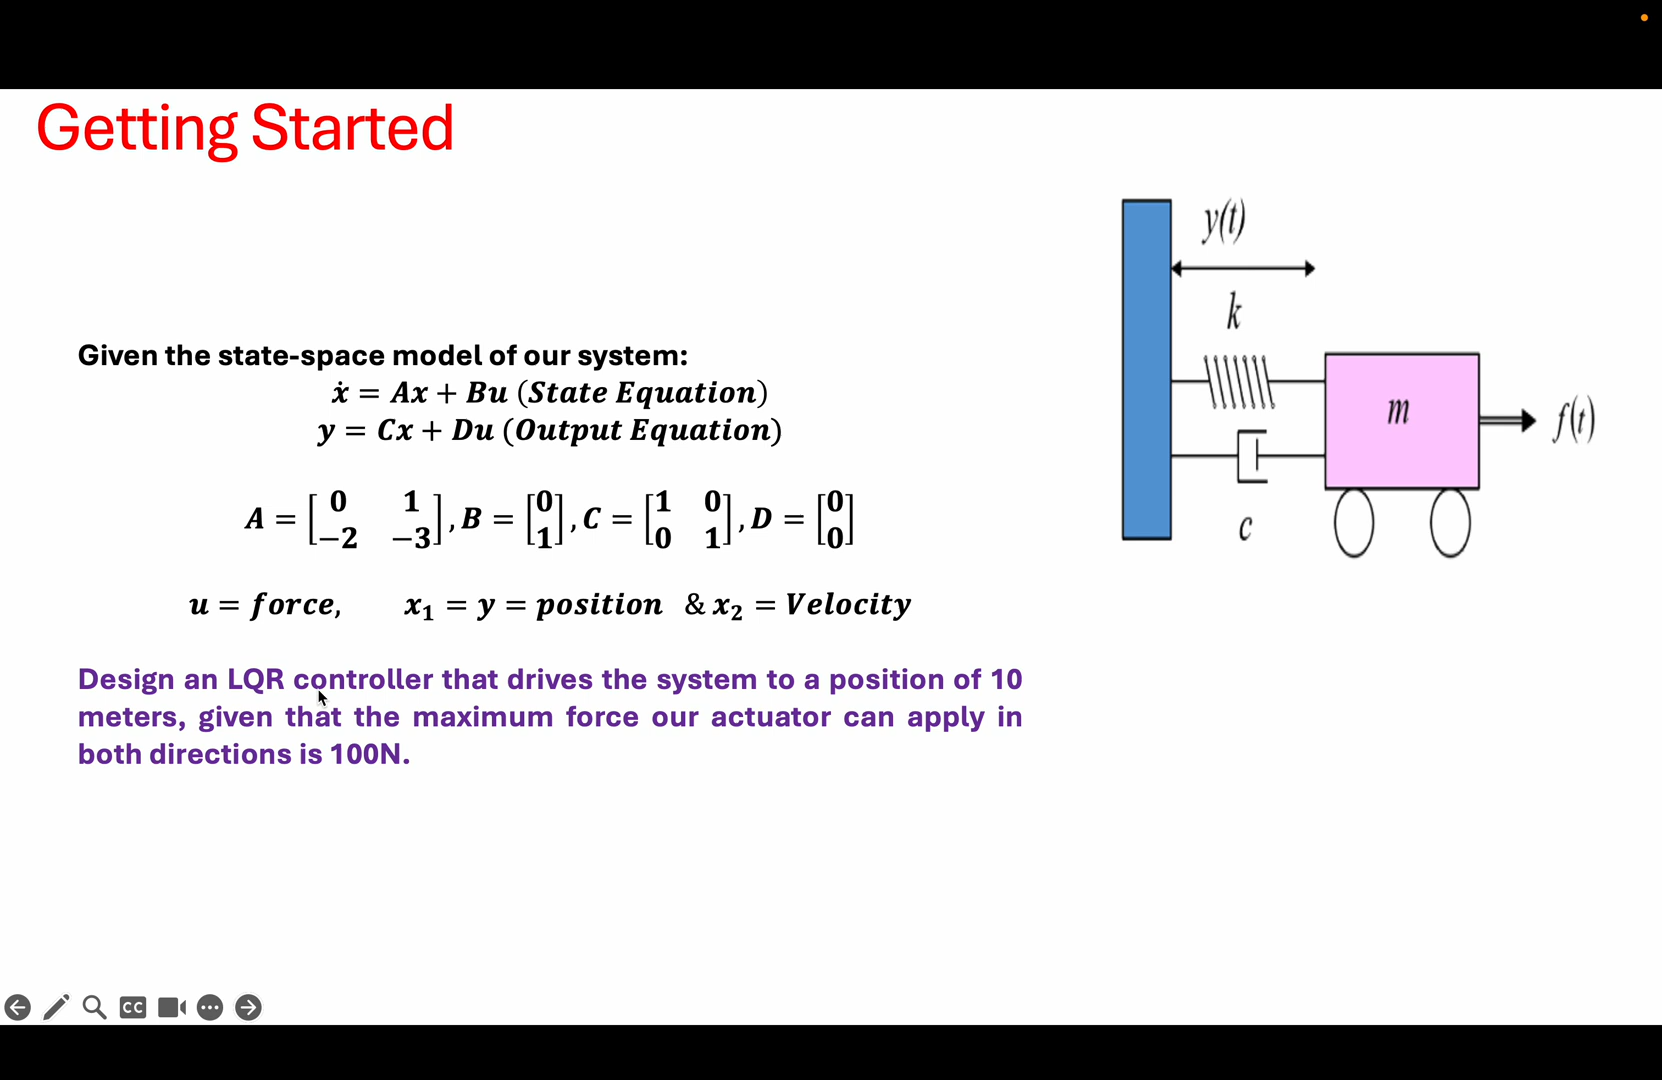 Getting Started
y(t)
k
Given the state-space model of our system:
ẋ = Ax + Bu (State Equation)
y = Cx + Du (Output Equation)
m
f(t)
c
A = [0 1; −2 −3], B = [0; 1], C = [1 0; 0 1], D = [0; 0]
u = force, x₁ = y = position & x₂ = Velocity
Design an LQR controller that drives the system to a position of 10
meters, given that the maximum force our actuator can apply in
both directions is 100N.
CC